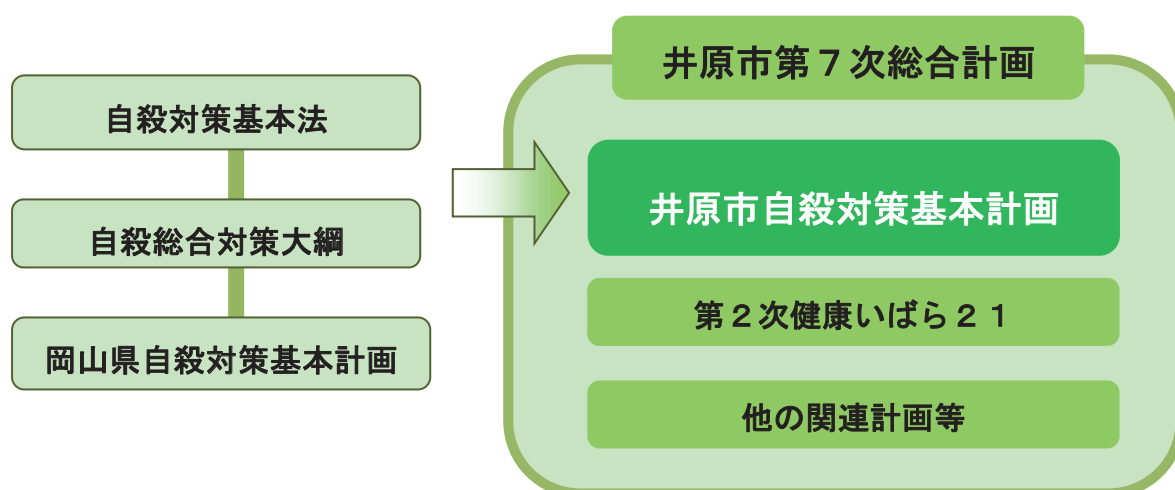 自殺対策基本法
自殺総合対策大綱
岡山県自殺対策基本計画
井原市第７次総合計画
井原市自殺対策基本計画
第２次健康いばら２１
他の関連計画等